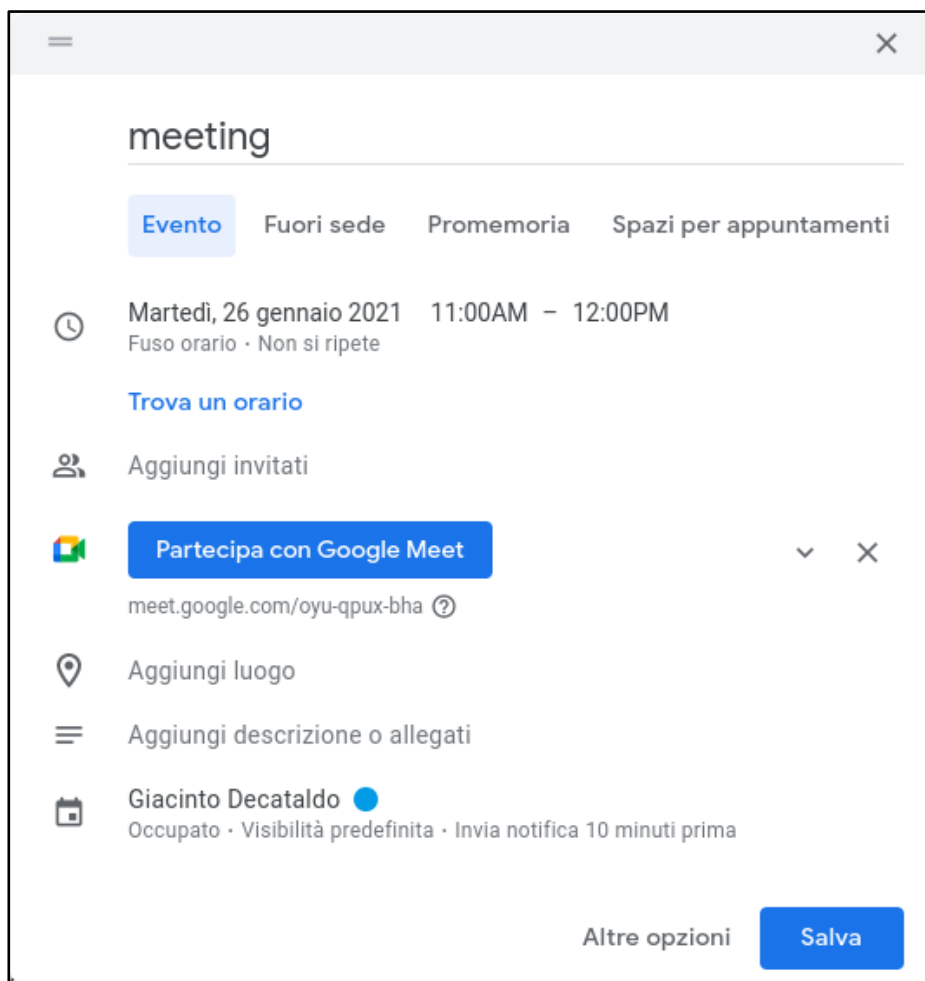 meeting
Evento Fuori sede Promemoria Spazi per appuntamenti
Martedì, 26 gennaio 2021 11:00AM – 12:00PM
Fuso orario · Non si ripete
Trova un orario
Aggiungi invitati
Partecipa con Google Meet
meet.google.com/oyu-qpux-bha
Aggiungi luogo
Aggiungi descrizione o allegati
Giacinto Decataldo
Occupato · Visibilità predefinita · Invia notifica 10 minuti prima
Altre opzioni Salva